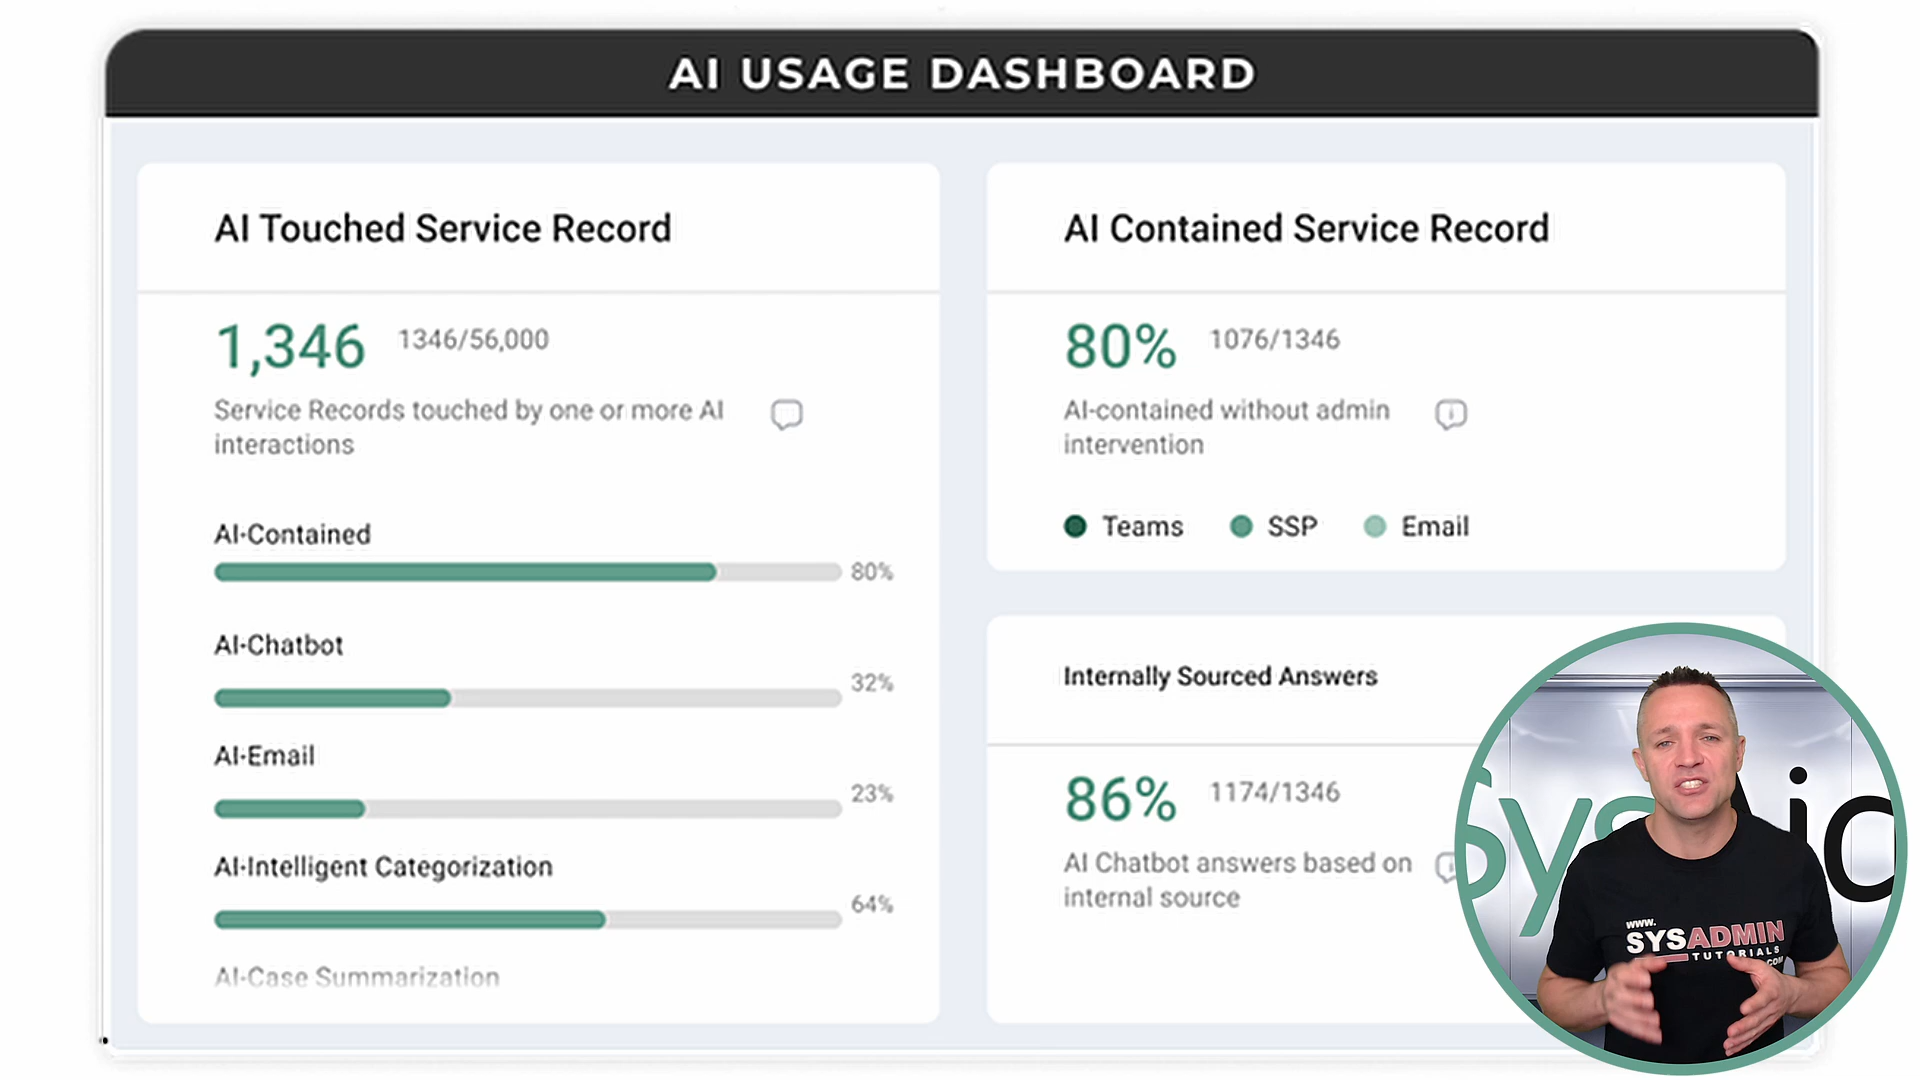 AI USAGE DASHBOARD
AI Touched Service Record
1,346 1346/56,000
Service Records touched by one or more AI
interactions
AI-Contained
80%
AI-Chatbot
32%
AI-Email
23%
AI-Intelligent Categorization
64%
AI-Case Summarization
AI Contained Service Record
80% 1076/1346
AI-contained without admin
intervention
Teams SSP Email
Internally Sourced Answers
86% 1174/1346
AI Chatbot answers based on
internal source
www.
SYSADMIN
TUTORIALS
.COM